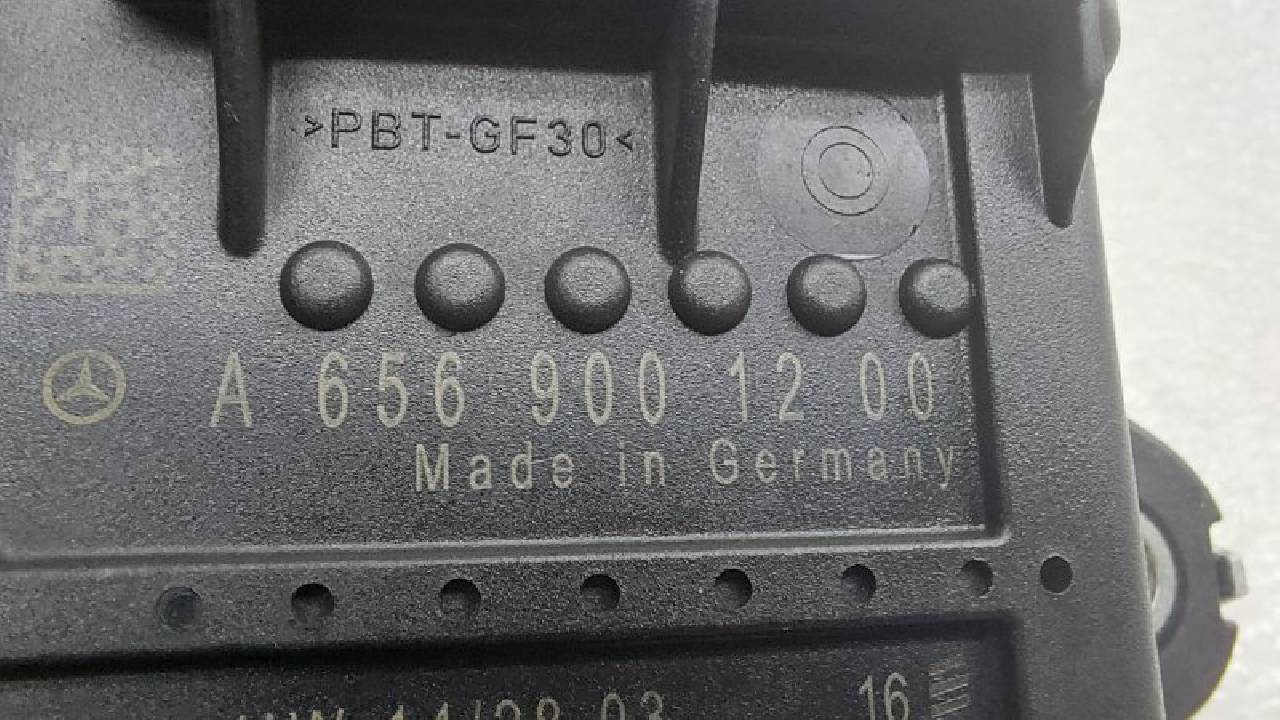 >PBT-GF30<
A 656 900 12 00
Made in Germany
16